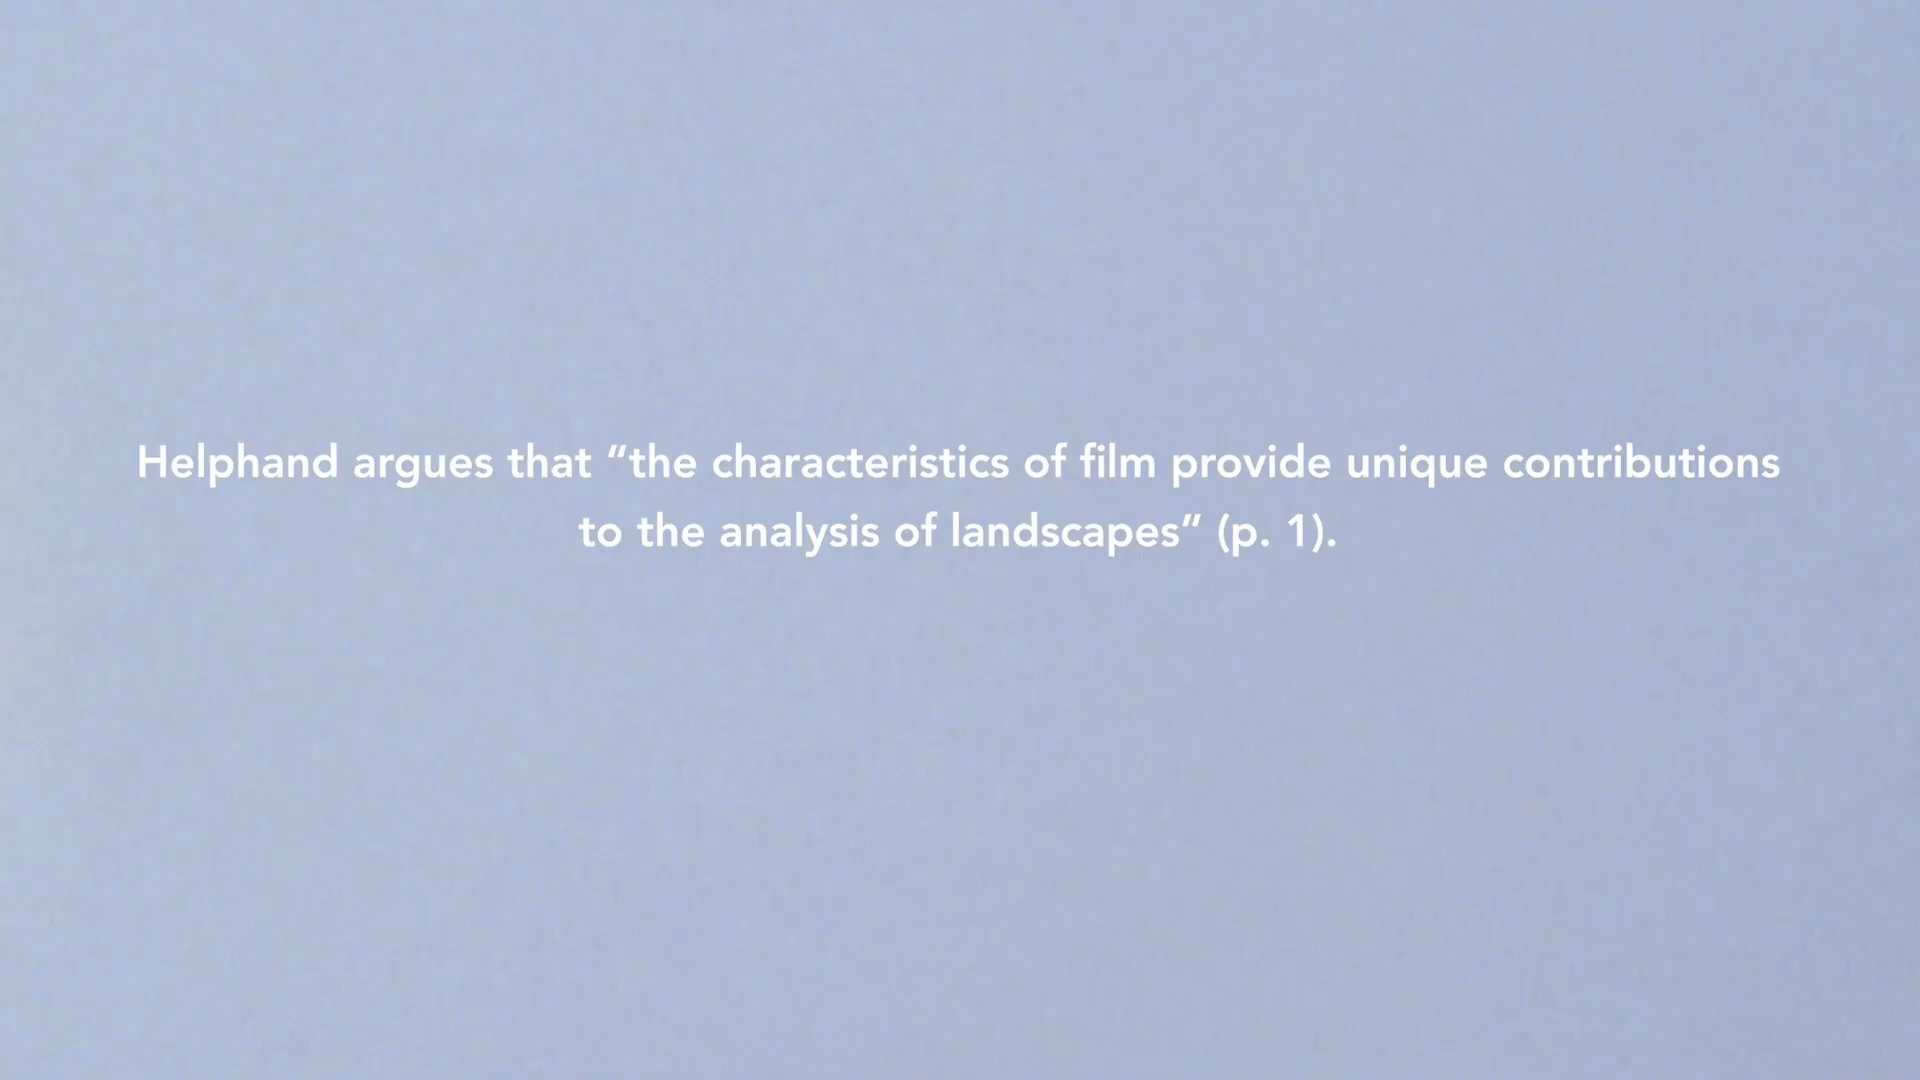 Helphand argues that “the characteristics of film provide unique contributions
to the analysis of landscapes” (p. 1).